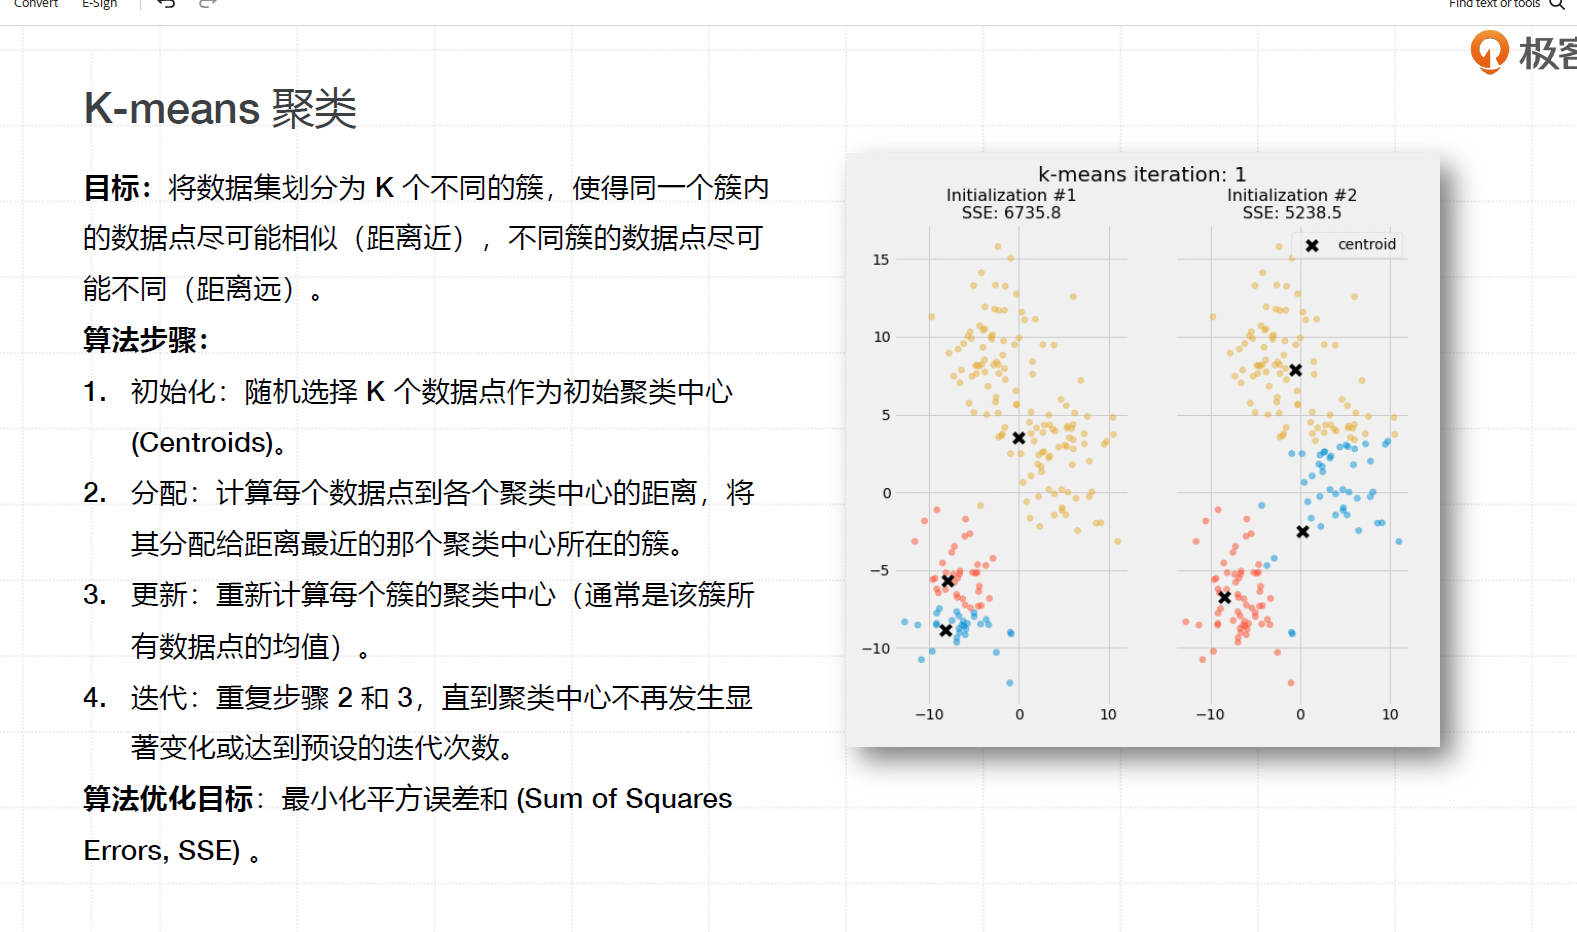 Convert E-Sign
Find text or tools
极客
K-means 聚类
目标：将数据集划分为 K 个不同的簇，使得同一个簇内
的数据点尽可能相似（距离近），不同簇的数据点尽可
能不同（距离远）。
算法步骤：
1. 初始化：随机选择 K 个数据点作为初始聚类中心
(Centroids)。
2. 分配：计算每个数据点到各个聚类中心的距离，将
其分配给距离最近的那个聚类中心所在的簇。
3. 更新：重新计算每个簇的聚类中心（通常是该簇所
有数据点的均值）。
4. 迭代：重复步骤 2 和 3，直到聚类中心不再发生显
著变化或达到预设的迭代次数。
算法优化目标：最小化平方误差和 (Sum of Squares
Errors, SSE) 。
k-means iteration: 1
Initialization #1
SSE: 6735.8
Initialization #2
SSE: 5238.5
centroid
15
10
5
0
−5
−10
−10 0 10
−10 0 10